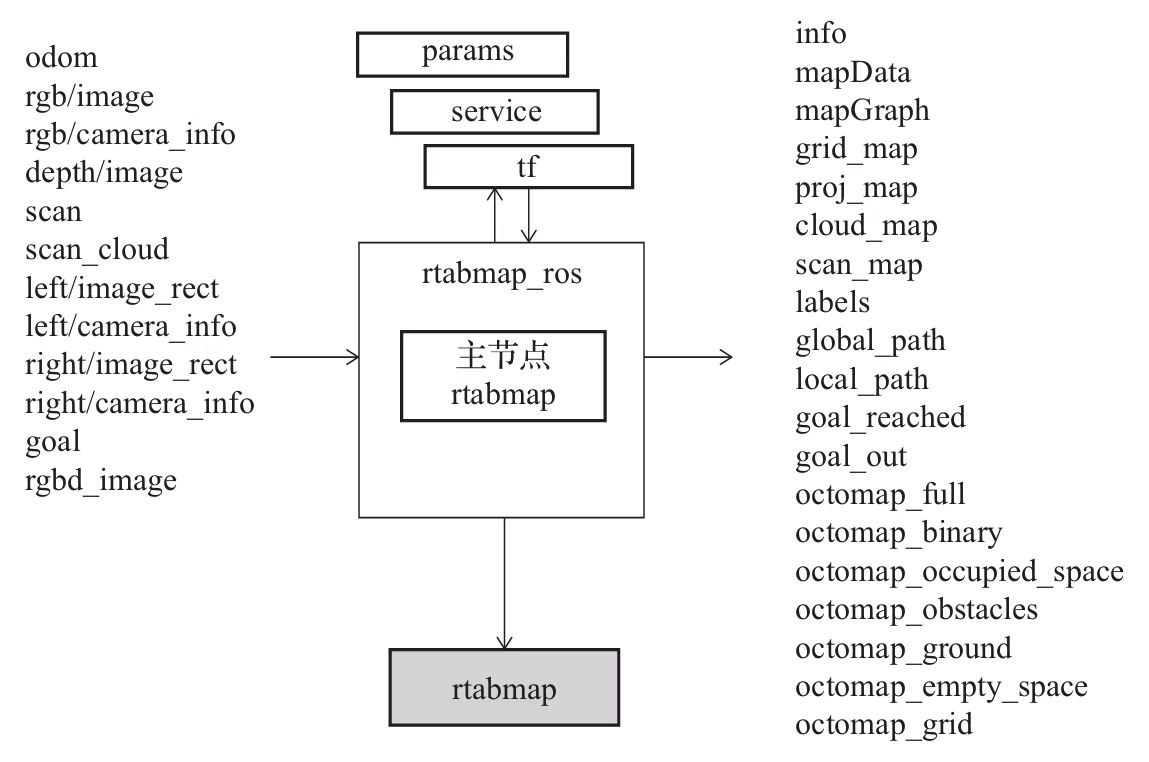 odom
rgb/image
rgb/camera_info
depth/image
scan
scan_cloud
left/image_rect
left/camera_info
right/image_rect
right/camera_info
goal
rgbd_image
params
service
tf
rtabmap_ros
主节点
rtabmap
rtabmap
info
mapData
mapGraph
grid_map
proj_map
cloud_map
scan_map
labels
global_path
local_path
goal_reached
goal_out
octomap_full
octomap_binary
octomap_occupied_space
octomap_obstacles
octomap_ground
octomap_empty_space
octomap_grid